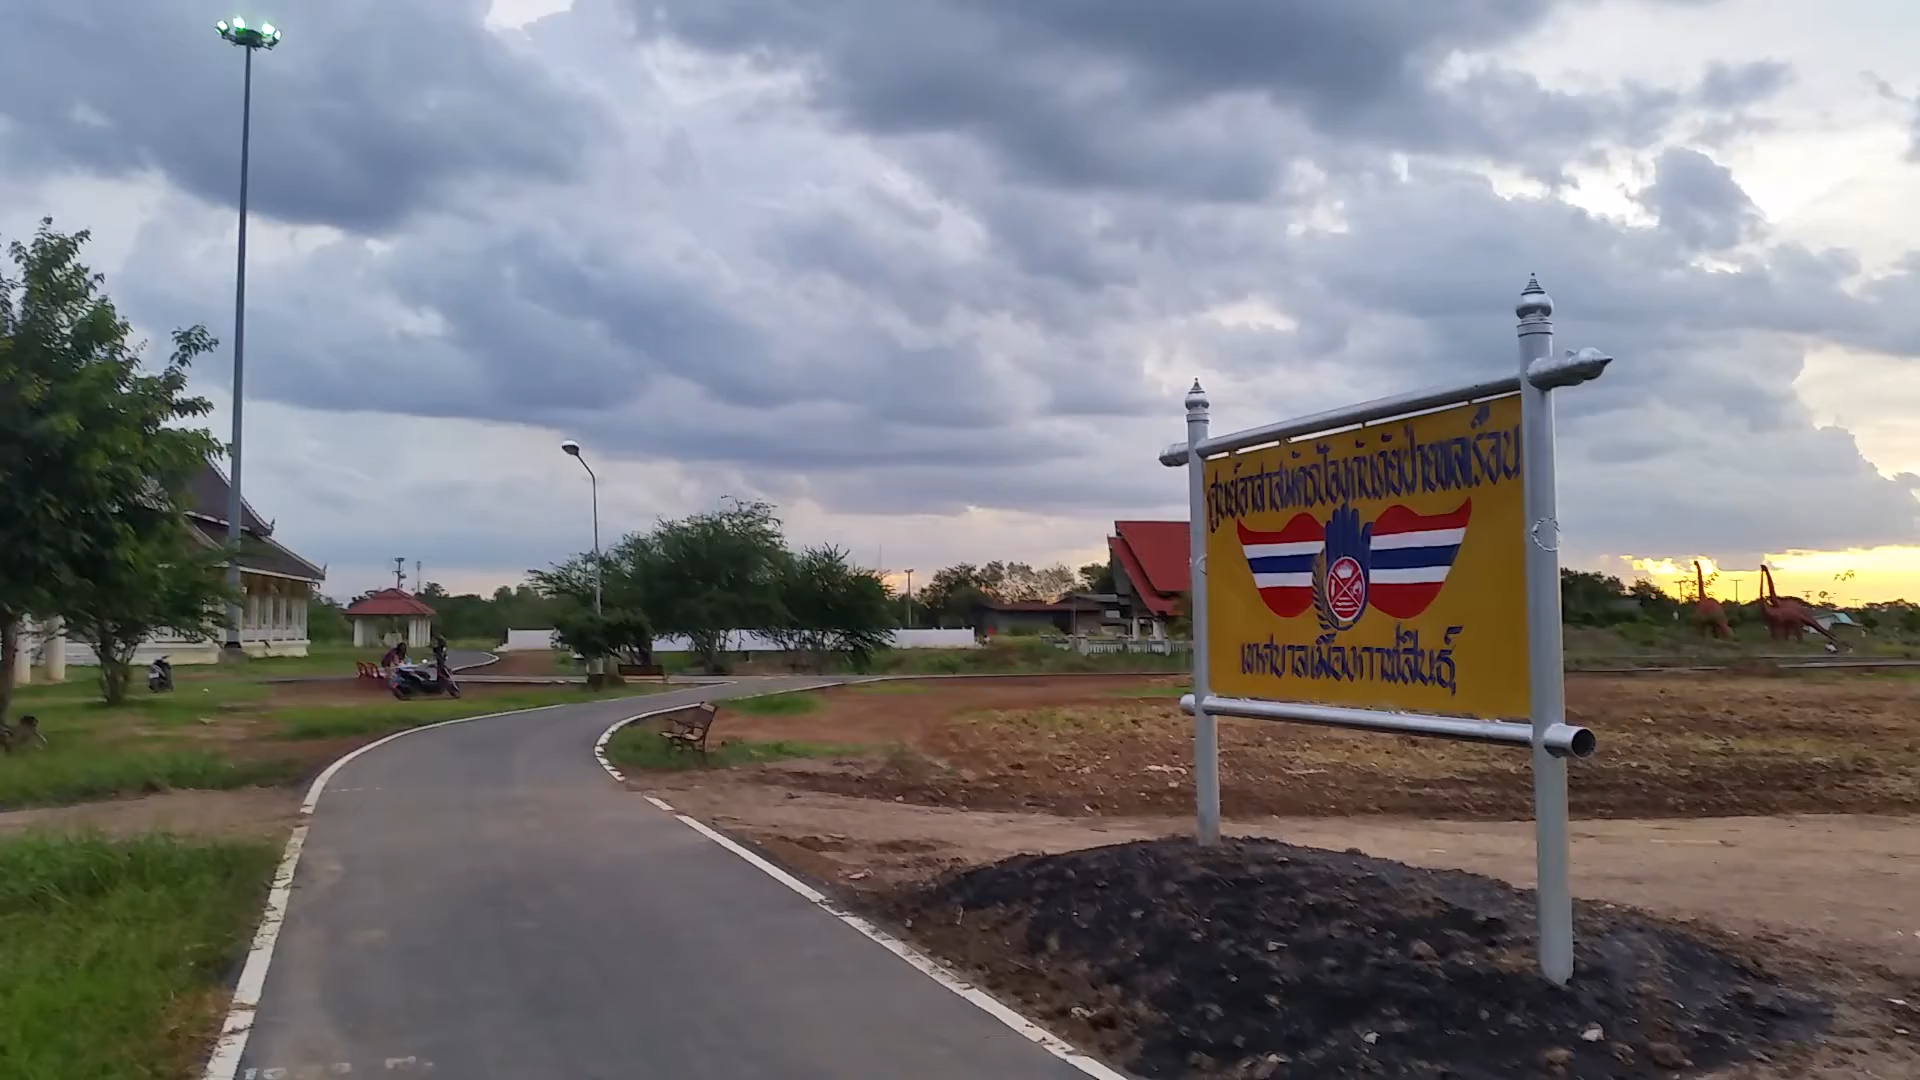 ศูนย์อาสาสมัครป้องกันภัยฝ่ายพลเรือน
เทศบาลเมืองกาฬสินธุ์